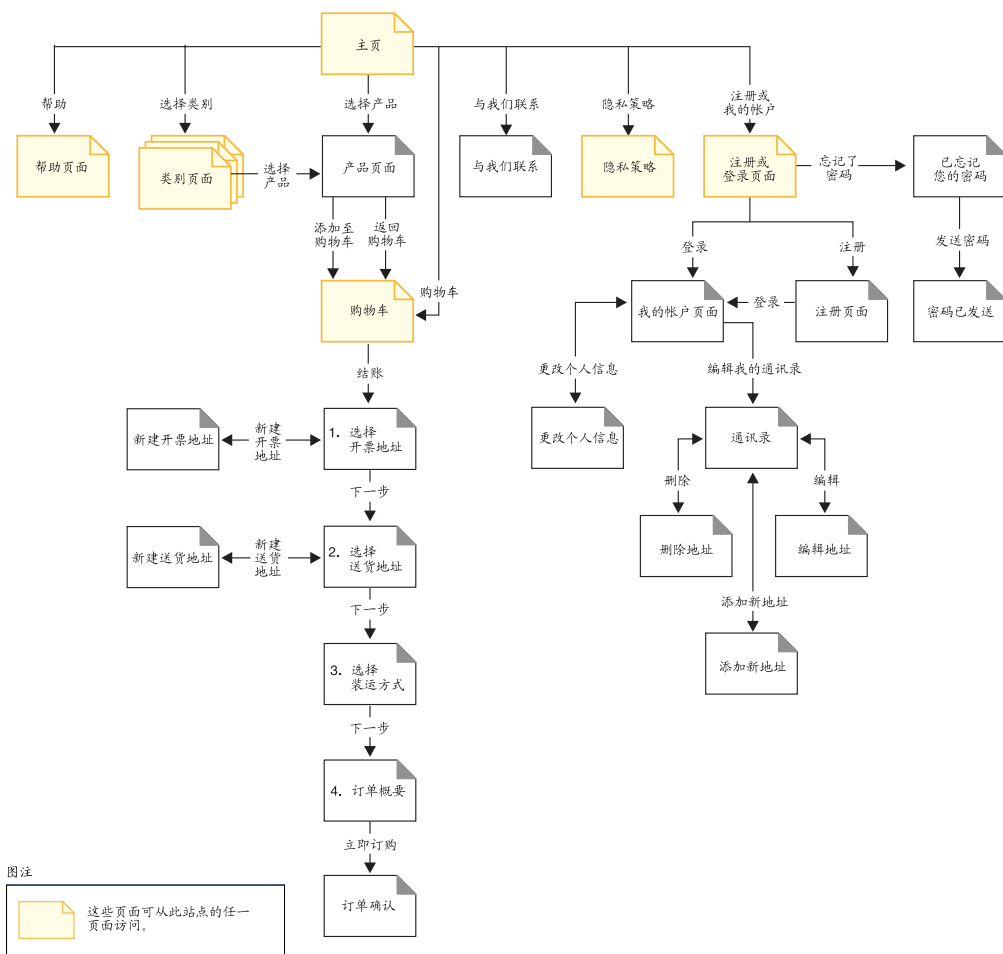 主页
帮助
选择类别
选择产品
与我们联系
隐私策略
注册或
我的帐户
帮助页面
类别页面
选择
产品
产品页面
与我们联系
隐私策略
注册或
登录页面
忘记了
密码
已忘记
您的密码
添加至
购物车
返回
购物车
登录
注册
发送密码
购物车
购物车
我的帐户页面
登录
注册页面
密码已发送
结账
更改个人信息
编辑我的通讯录
新建开票地址
新建
开票
地址
1. 选择
开票地址
更改个人信息
通讯录
下一步
删除
编辑
新建送货地址
新建
送货
地址
2. 选择
送货地址
删除地址
编辑地址
下一步
添加新地址
3. 选择
装运方式
添加新地址
下一步
4. 订单概要
立即订购
订单确认
图注
这些页面可从此站点的任一
页面访问。